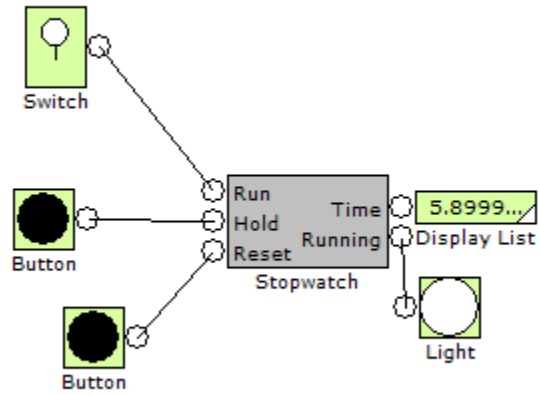 Switch
Button
Button
Run
Hold
Reset
Time
Running
Stopwatch
5.8999...
Display List
Light